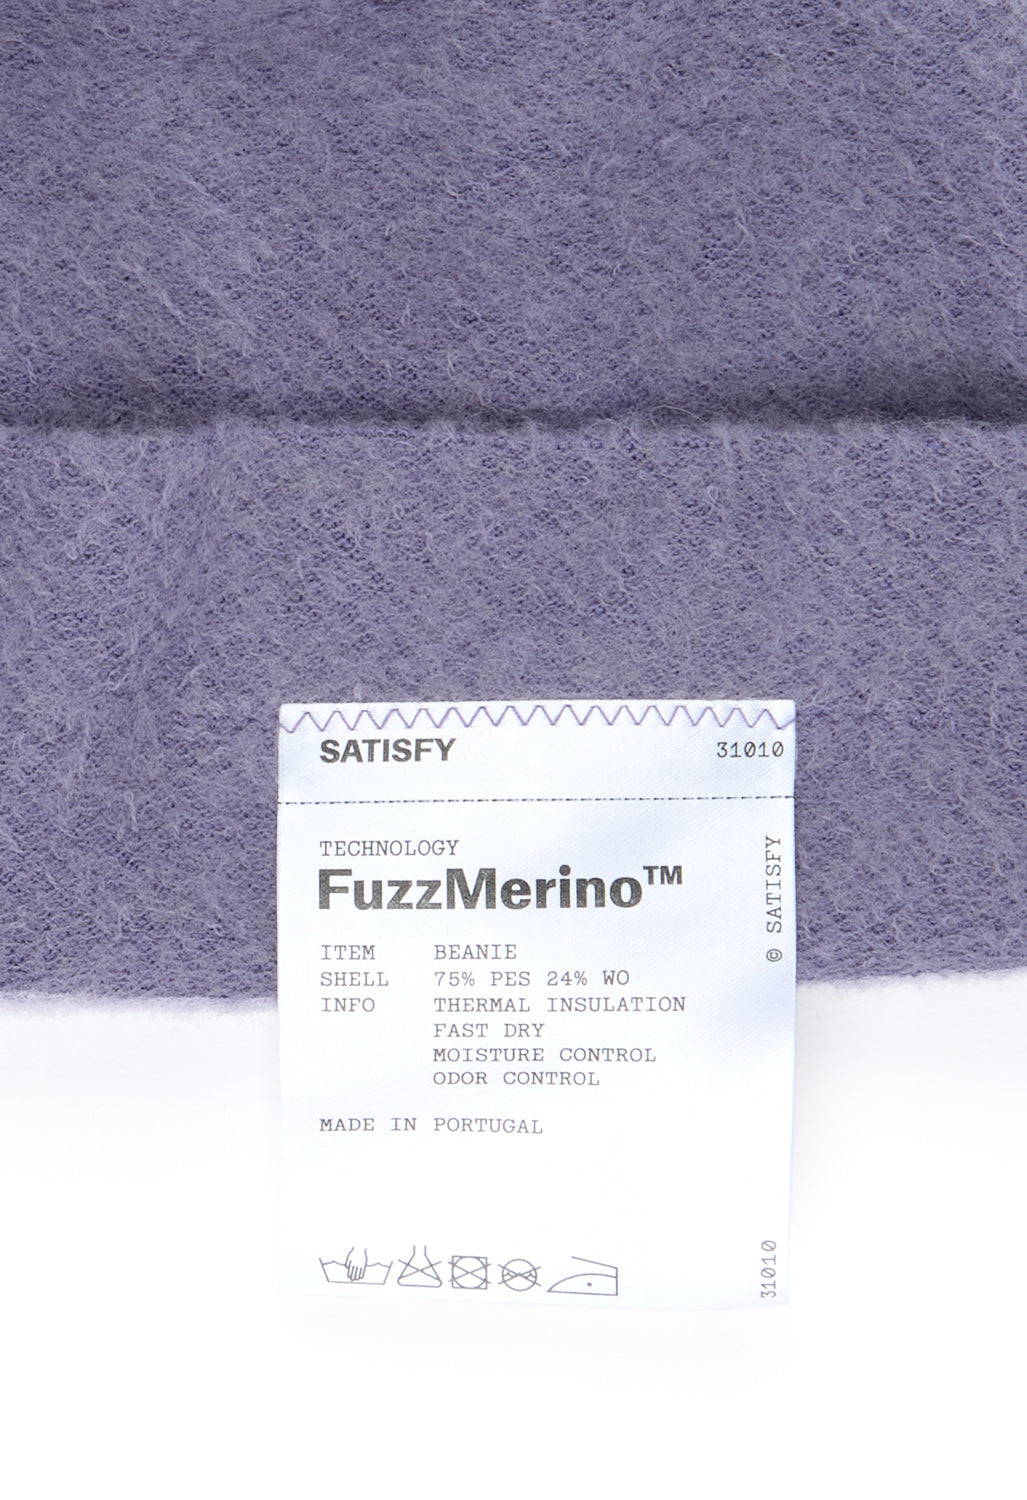 SATISFY 31010
TECHNOLOGY
FuzzMerino™
ITEM BEANIE
SHELL 75% PES 24% WO
INFO THERMAL INSULATION
FAST DRY
MOISTURE CONTROL
ODOR CONTROL
MADE IN PORTUGAL
© SATISFY
31010